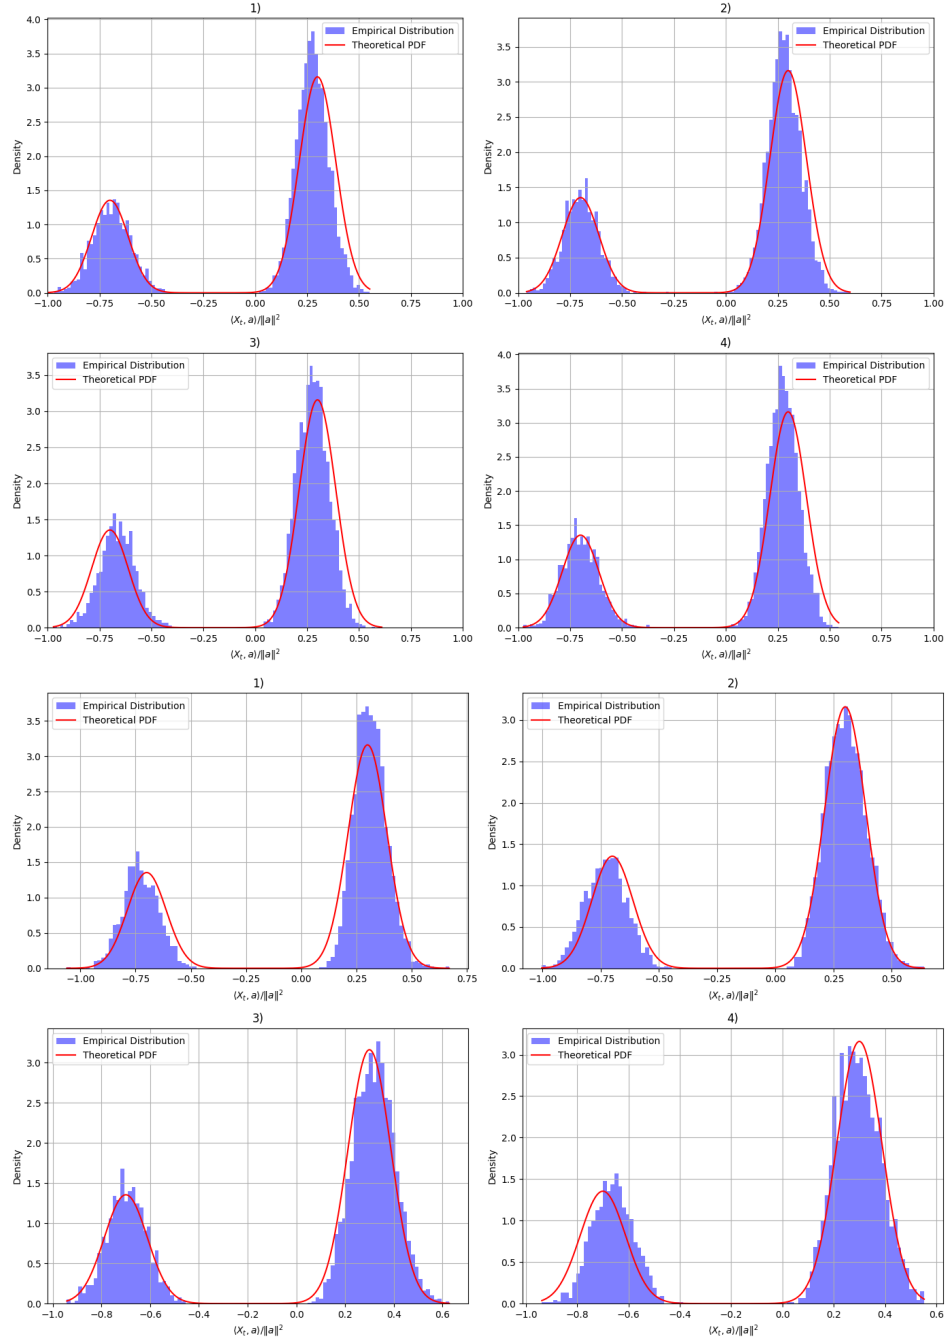 1)
Empirical Distribution
Theoretical PDF
Density
4.0
3.5
3.0
2.5
2.0
1.5
1.0
0.5
0.0
−1.00 −0.75 −0.50 −0.25 0.00 0.25 0.50 0.75 1.00
⟨X_t, a⟩/‖a‖²
2)
Empirical Distribution
Theoretical PDF
Density
3.5
3.0
2.5
2.0
1.5
1.0
0.5
0.0
−1.00 −0.75 −0.50 −0.25 0.00 0.25 0.50 0.75 1.00
⟨X_t, a⟩/‖a‖²
3)
Empirical Distribution
Theoretical PDF
Density
3.5
3.0
2.5
2.0
1.5
1.0
0.5
0.0
−1.00 −0.75 −0.50 −0.25 0.00 0.25 0.50 0.75 1.00
⟨X_t, a⟩/‖a‖²
4)
Empirical Distribution
Theoretical PDF
Density
4.0
3.5
3.0
2.5
2.0
1.5
1.0
0.5
0.0
−1.00 −0.75 −0.50 −0.25 0.00 0.25 0.50 0.75 1.00
⟨X_t, a⟩/‖a‖²
1)
Empirical Distribution
Theoretical PDF
Density
3.5
3.0
2.5
2.0
1.5
1.0
0.5
0.0
−1.00 −0.75 −0.50 −0.25 0.00 0.25 0.50 0.75
⟨X_t, a⟩/‖a‖²
2)
Empirical Distribution
Theoretical PDF
Density
3.0
2.5
2.0
1.5
1.0
0.5
0.0
−1.00 −0.75 −0.50 −0.25 0.00 0.25 0.50
⟨X_t, a⟩/‖a‖²
3)
Empirical Distribution
Theoretical PDF
Density
3.0
2.5
2.0
1.5
1.0
0.5
0.0
−1.0 −0.8 −0.6 −0.4 −0.2 0.0 0.2 0.4 0.6
⟨X_t, a⟩/‖a‖²
4)
Empirical Distribution
Theoretical PDF
Density
3.0
2.5
2.0
1.5
1.0
0.5
0.0
−1.0 −0.8 −0.6 −0.4 −0.2 0.0 0.2 0.4 0.6
⟨X_t, a⟩/‖a‖²